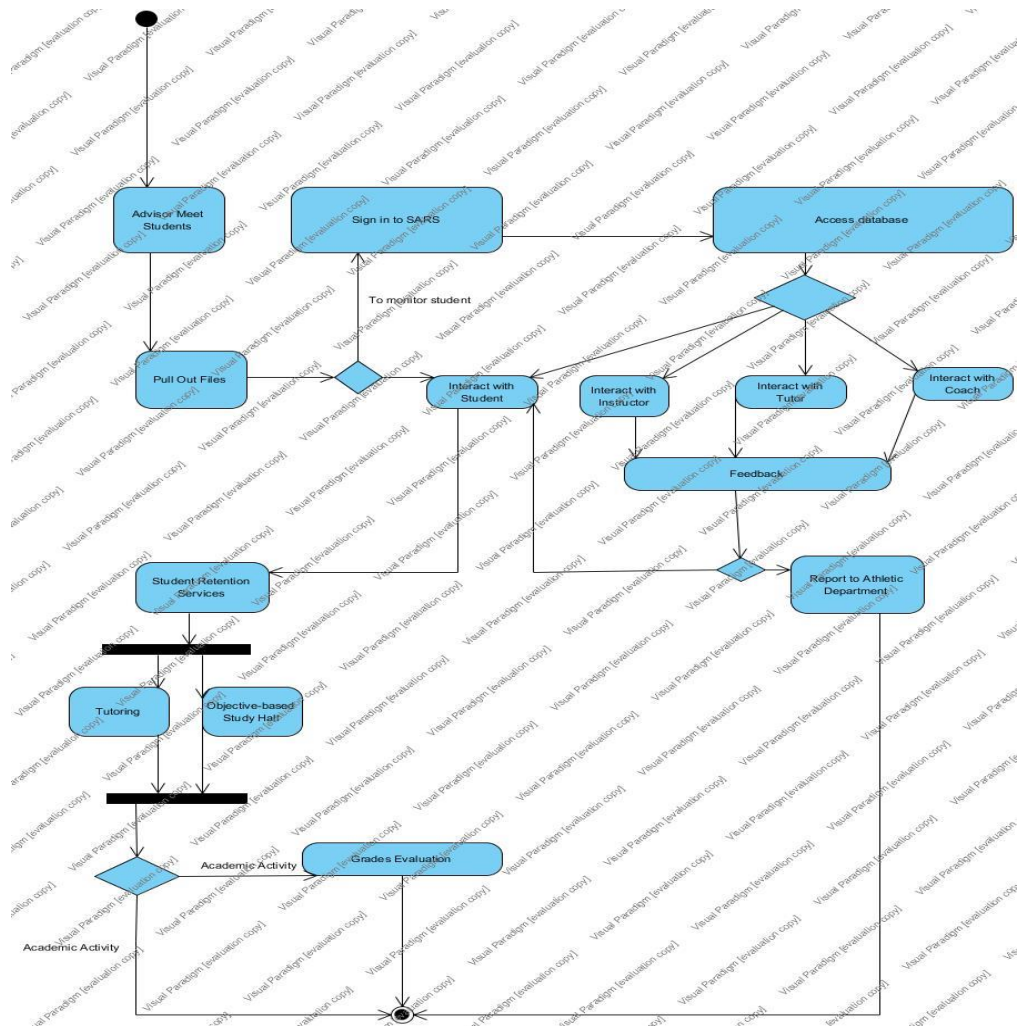 Advisor Meet
Students
Sign in to SARS
Access database
To monitor student
Pull Out Files
Interact with
Student
Interact with
Instructor
Interact with
Tutor
Interact with
Coach
Feedback
Student Retention
Services
Report to Athletic
Department
Tutoring
Objective-based
Study Hall
Academic Activity
Grades Evaluation
Academic Activity
Visual Paradigm [evaluation copy]